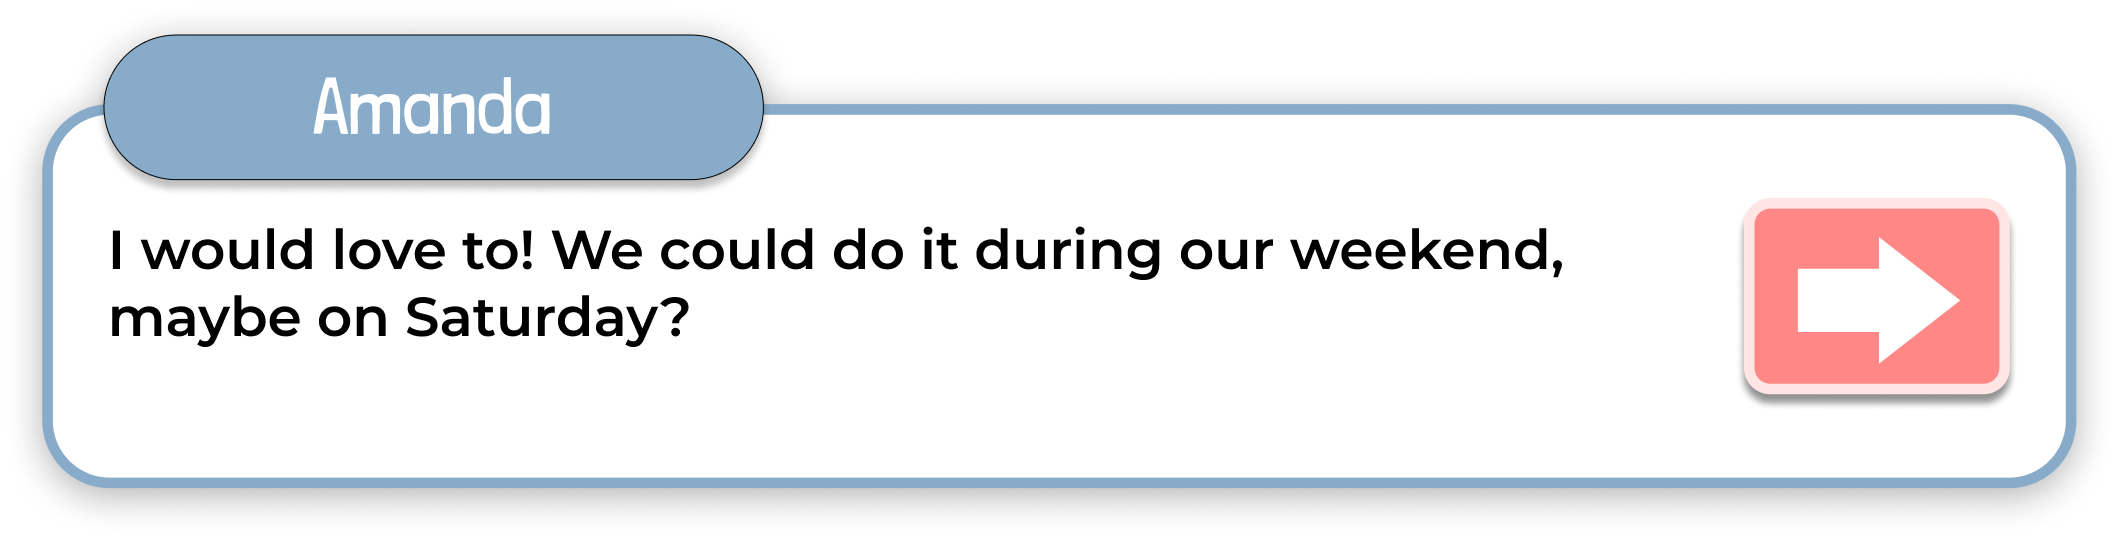 Amanda
I would love to! We could do it during our weekend,
maybe on Saturday?